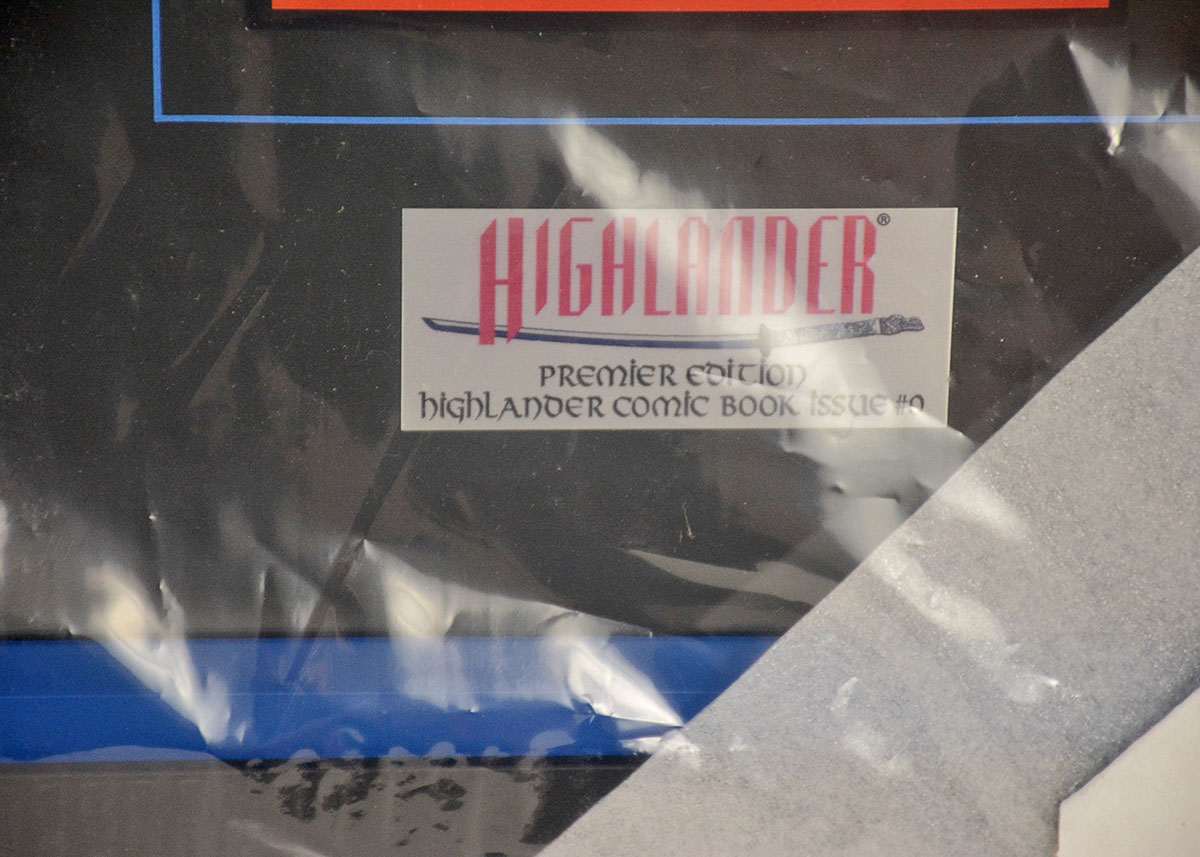 HIGHLANDER®
PREMIER EDITION
HIGHLANDER COMIC BOOK ISSUE #0